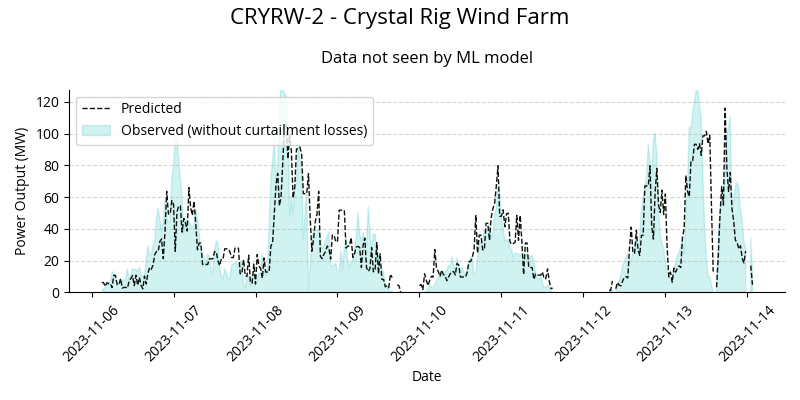 CRYRW-2 - Crystal Rig Wind Farm
Data not seen by ML model
Power Output (MW)
120
100
80
60
40
20
0
Predicted
Observed (without curtailment losses)
2023-11-06
2023-11-07
2023-11-08
2023-11-09
2023-11-10
2023-11-11
2023-11-12
2023-11-13
2023-11-14
Date